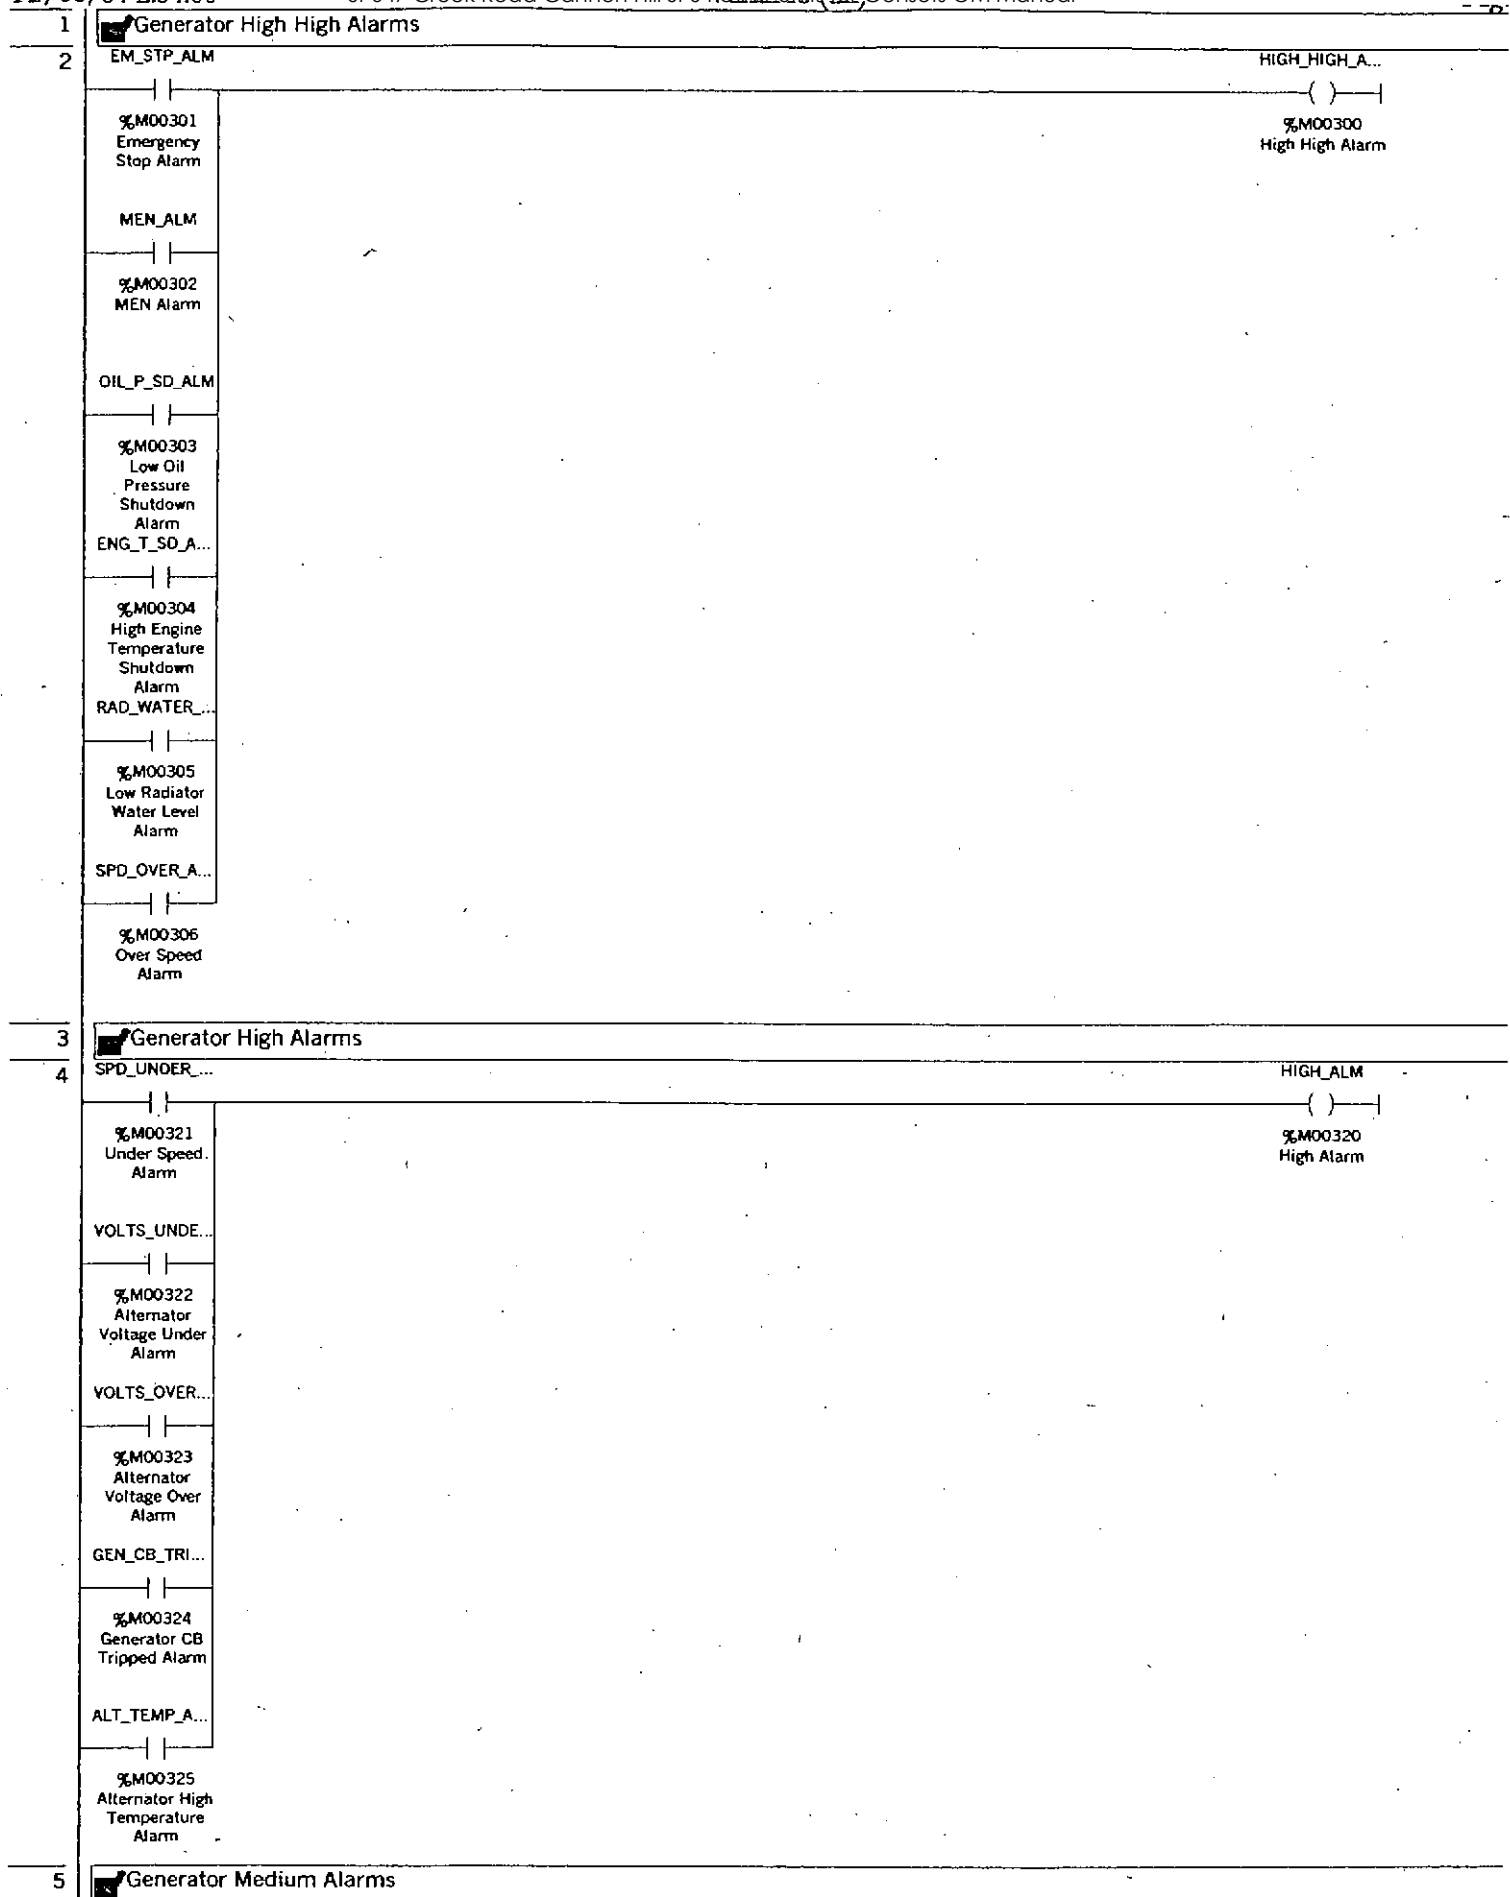 1 Generator High High Alarms
2 EM_STP_ALM HIGH_HIGH_A...
%M00301 %M00300
Emergency High High Alarm
Stop Alarm
MEN_ALM
%M00302
MEN Alarm
OIL_P_SD_ALM
%M00303
Low Oil
Pressure
Shutdown
Alarm
ENG_T_SD_A...
%M00304
High Engine
Temperature
Shutdown
Alarm
RAD_WATER_...
%M00305
Low Radiator
Water Level
Alarm
SPD_OVER_A...
%M00306
Over Speed
Alarm
3 Generator High Alarms
4 SPD_UNDER_... HIGH_ALM
%M00321 %M00320
Under Speed High Alarm
Alarm
VOLTS_UNDE...
%M00322
Alternator
Voltage Under
Alarm
VOLTS_OVER...
%M00323
Alternator
Voltage Over
Alarm
GEN_CB_TRI...
%M00324
Generator CB
Tripped Alarm
ALT_TEMP_A...
%M00325
Alternator High
Temperature
Alarm
5 Generator Medium Alarms